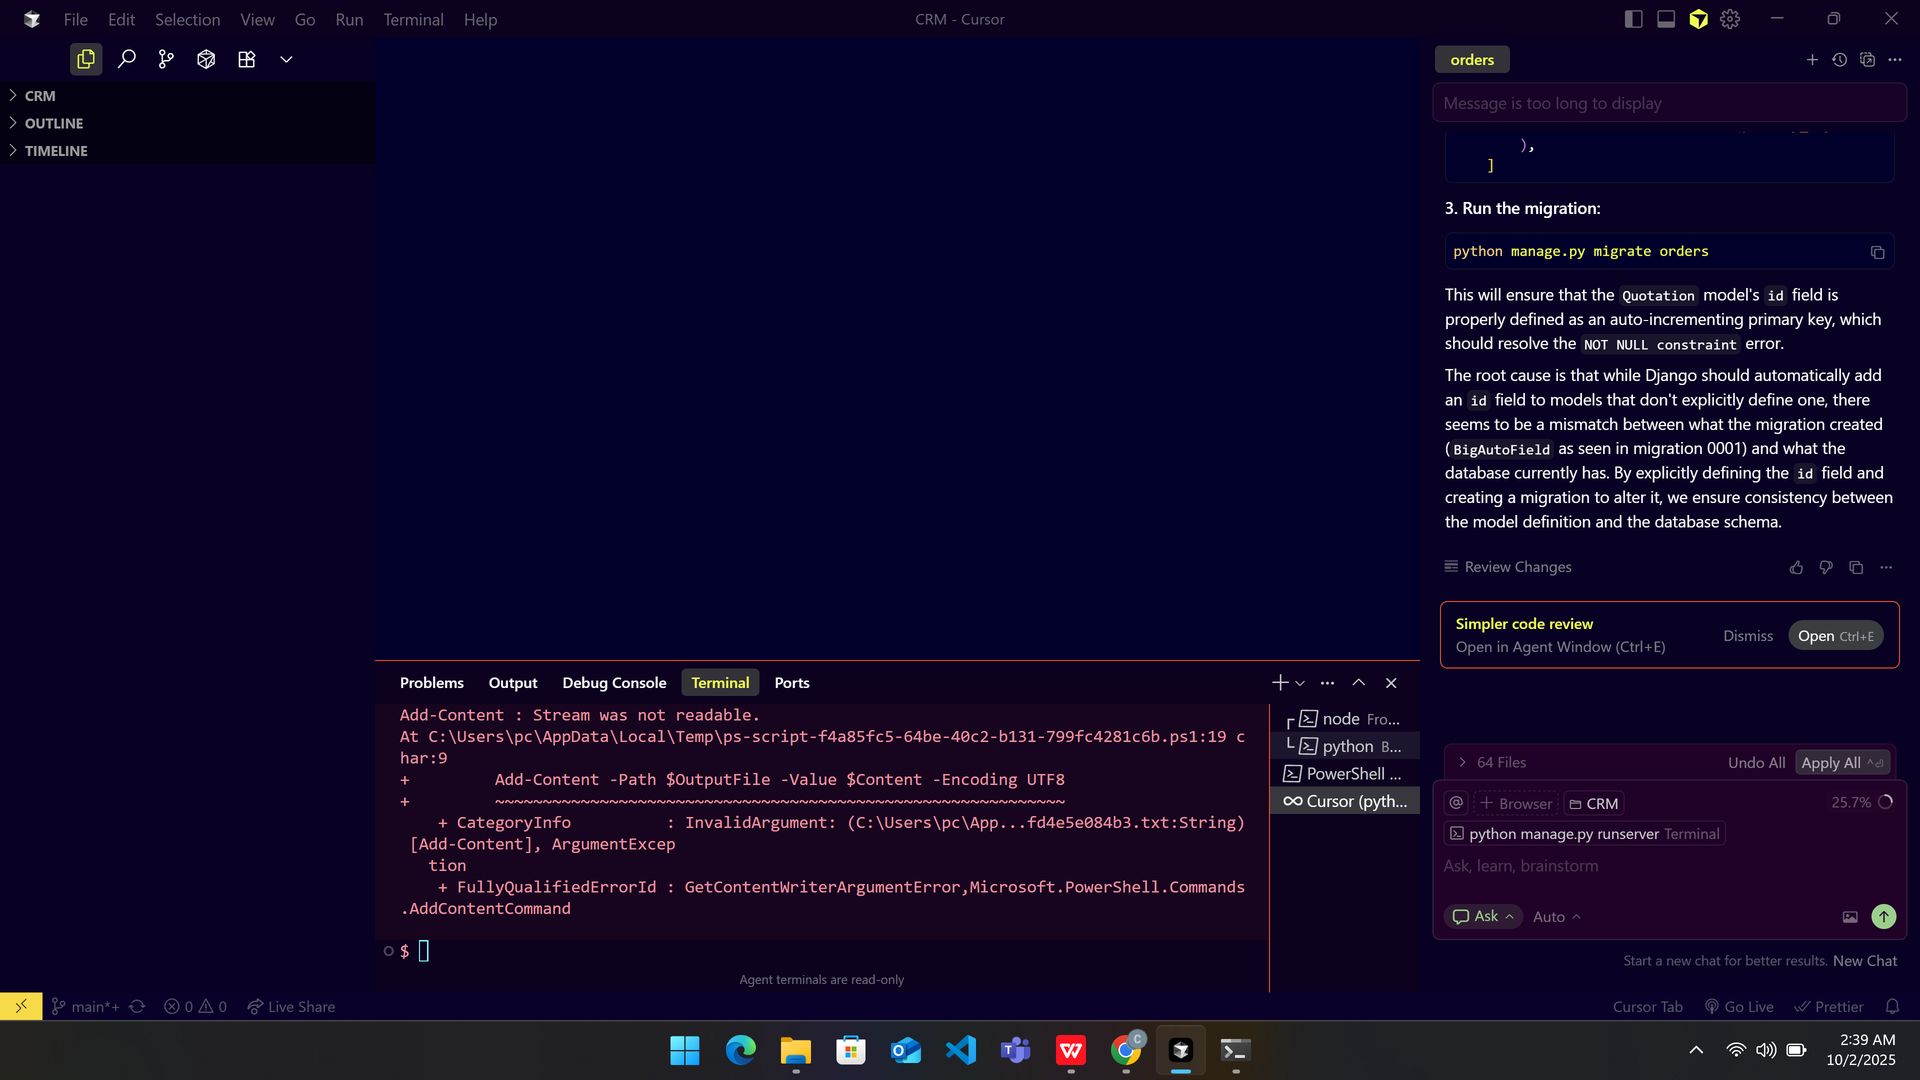 File Edit Selection View Go Run Terminal Help
CRM - Cursor
CRM
OUTLINE
TIMELINE
orders
Message is too long to display
),
]
3. Run the migration:
python manage.py migrate orders
This will ensure that the Quotation model's id field is
properly defined as an auto-incrementing primary key, which
should resolve the NOT NULL constraint error.
The root cause is that while Django should automatically add
an id field to models that don't explicitly define one, there
seems to be a mismatch between what the migration created
(BigAutoField as seen in migration 0001) and what the
database currently has. By explicitly defining the id field and
creating a migration to alter it, we ensure consistency between
the model definition and the database schema.
Review Changes
Simpler code review
Open in Agent Window (Ctrl+E)
Dismiss
Open Ctrl+E
64 Files
Undo All
Apply All
@
Browser
CRM
25.7%
python manage.py runserver Terminal
Ask, learn, brainstorm
Ask
Auto
Start a new chat for better results. New Chat
Problems Output Debug Console Terminal Ports
Add-Content : Stream was not readable.
At C:\Users\pc\AppData\Local\Temp\ps-script-f4a85fc5-64be-40c2-b131-799fc4281c6b.ps1:19 c
har:9
+         Add-Content -Path $OutputFile -Value $Content -Encoding UTF8
+         ~~~~~~~~~~~~~~~~~~~~~~~~~~~~~~~~~~~~~~~~~~~~~~~~~~~~~~~~~~~~
    + CategoryInfo          : InvalidArgument: (C:\Users\pc\App...fd4e5e084b3.txt:String)
 [Add-Content], ArgumentExcep
   tion
    + FullyQualifiedErrorId : GetContentWriterArgumentError,Microsoft.PowerShell.Commands
.AddContentCommand
$
Agent terminals are read-only
node Fro...
python B...
PowerShell ...
Cursor (pyth...
main*+
0
0
Live Share
Cursor Tab
Go Live
Prettier
2:39 AM
10/2/2025